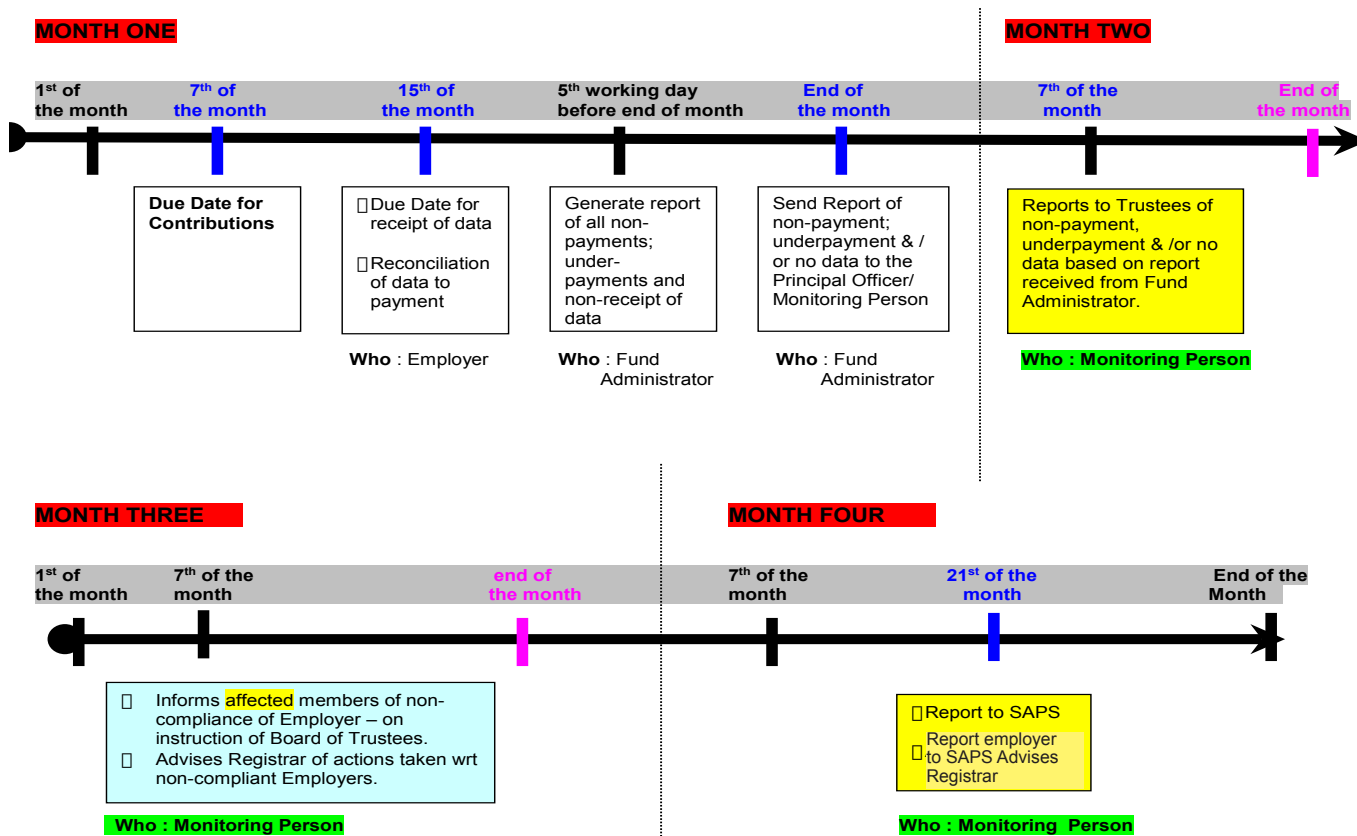 MONTH ONE
MONTH TWO
1st of
the month
7th of
the month
15th of
the month
5th working day
before end of month
End of
the month
7th of the
month
End of
the month
Due Date for
Contributions
Due Date for
receipt of data
Reconciliation
of data to
payment
Who : Employer
Generate report
of all non-
payments;
under-
payments and
non-receipt of
data
Who : Fund
Administrator
Send Report of
non-payment;
underpayment & /
or no data to the
Principal Officer/
Monitoring Person
Who : Fund
Administrator
Reports to Trustees of
non-payment,
underpayment & /or no
data based on report
received from Fund
Administrator.
Who : Monitoring Person
MONTH THREE
MONTH FOUR
1st of
the month
7th of the
month
end of
the month
7th of the
month
21st of the
month
End of the
Month
Informs affected members of non-
compliance of Employer – on
instruction of Board of Trustees.
Advises Registrar of actions taken wrt
non-compliant Employers.
Who : Monitoring Person
Report to SAPS
Report employer
to SAPS Advises
Registrar
Who : Monitoring Person